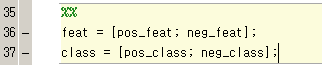 35 %%
36 - feat = [pos_feat; neg_feat];
37 - class = [pos_class; neg_class];